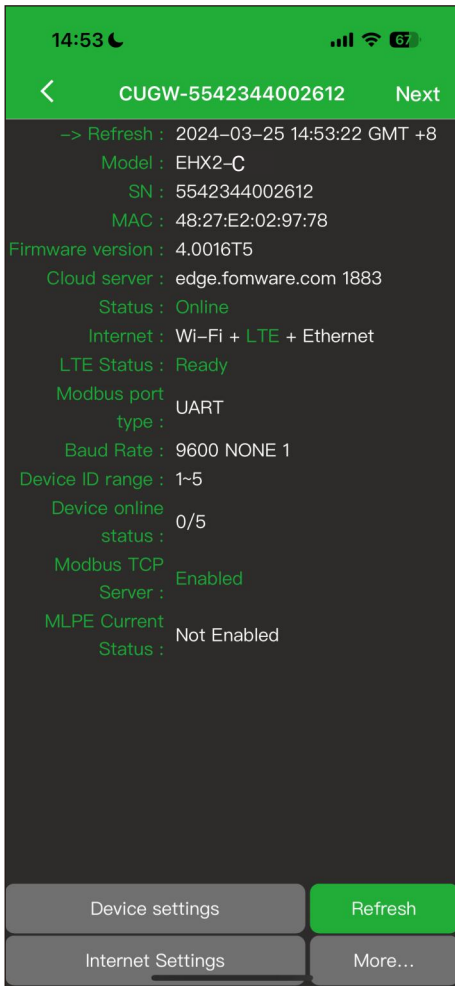 14:53
67
CUGW-5542344002612 Next
-> Refresh : 2024-03-25 14:53:22 GMT +8
Model : EHX2-C
SN : 5542344002612
MAC : 48:27:E2:02:97:78
Firmware version : 4.0016T5
Cloud server : edge.fomware.com 1883
Status : Online
Internet : Wi-Fi + LTE + Ethernet
LTE Status : Ready
Modbus port
type : UART
Baud Rate : 9600 NONE 1
Device ID range : 1~5
Device online
status : 0/5
Modbus TCP
Server : Enabled
MLPE Current
Status : Not Enabled
Device settings Refresh
Internet Settings More...